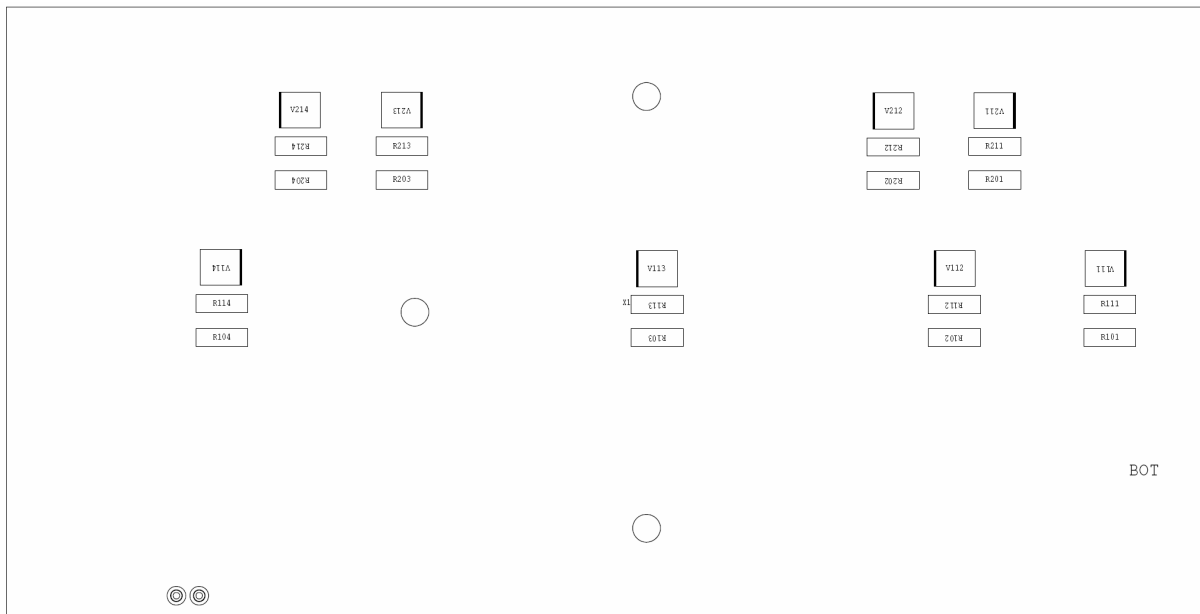 V214 V213 V212 V211
R214 R213 R212 R211
R204 R203 R202 R201
V114 V113 V112 V111
R114 X1 R113 R112 R111
R104 R103 R102 R101
BOT